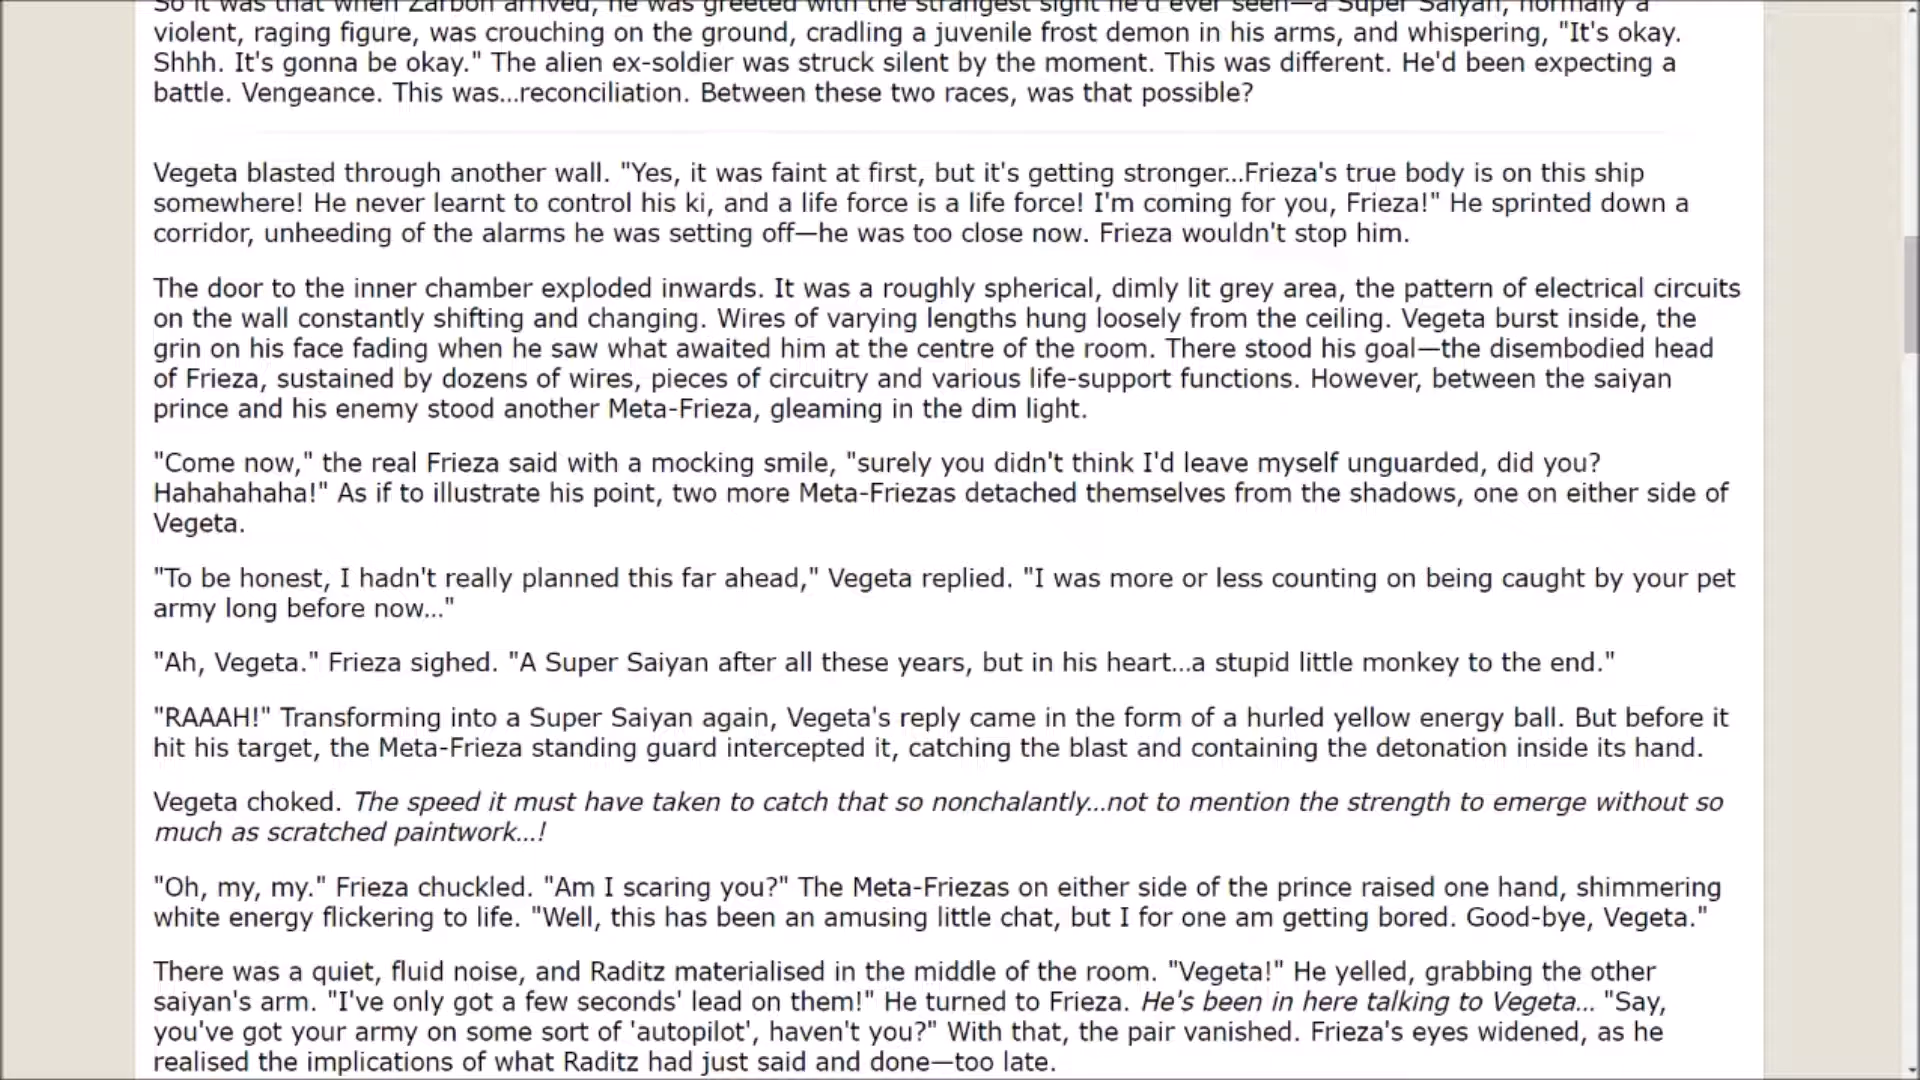 So it was that when Zarbon arrived, he was greeted with the strangest sight he'd ever seen—a Super Saiyan, normally a
violent, raging figure, was crouching on the ground, cradling a juvenile frost demon in his arms, and whispering, "It's okay.
Shhh. It's gonna be okay." The alien ex-soldier was struck silent by the moment. This was different. He'd been expecting a
battle. Vengeance. This was...reconciliation. Between these two races, was that possible?
Vegeta blasted through another wall. "Yes, it was faint at first, but it's getting stronger...Frieza's true body is on this ship
somewhere! He never learnt to control his ki, and a life force is a life force! I'm coming for you, Frieza!" He sprinted down a
corridor, unheeding of the alarms he was setting off—he was too close now. Frieza wouldn't stop him.
The door to the inner chamber exploded inwards. It was a roughly spherical, dimly lit grey area, the pattern of electrical circuits
on the wall constantly shifting and changing. Wires of varying lengths hung loosely from the ceiling. Vegeta burst inside, the
grin on his face fading when he saw what awaited him at the centre of the room. There stood his goal—the disembodied head
of Frieza, sustained by dozens of wires, pieces of circuitry and various life-support functions. However, between the saiyan
prince and his enemy stood another Meta-Frieza, gleaming in the dim light.
"Come now," the real Frieza said with a mocking smile, "surely you didn't think I'd leave myself unguarded, did you?
Hahahahaha!" As if to illustrate his point, two more Meta-Friezas detached themselves from the shadows, one on either side of
Vegeta.
"To be honest, I hadn't really planned this far ahead," Vegeta replied. "I was more or less counting on being caught by your pet
army long before now..."
"Ah, Vegeta." Frieza sighed. "A Super Saiyan after all these years, but in his heart...a stupid little monkey to the end."
"RAAAH!" Transforming into a Super Saiyan again, Vegeta's reply came in the form of a hurled yellow energy ball. But before it
hit his target, the Meta-Frieza standing guard intercepted it, catching the blast and containing the detonation inside its hand.
Vegeta choked. The speed it must have taken to catch that so nonchalantly...not to mention the strength to emerge without so
much as scratched paintwork...!
"Oh, my, my." Frieza chuckled. "Am I scaring you?" The Meta-Friezas on either side of the prince raised one hand, shimmering
white energy flickering to life. "Well, this has been an amusing little chat, but I for one am getting bored. Good-bye, Vegeta."
There was a quiet, fluid noise, and Raditz materialised in the middle of the room. "Vegeta!" He yelled, grabbing the other
saiyan's arm. "I've only got a few seconds' lead on them!" He turned to Frieza. He's been in here talking to Vegeta... "Say,
you've got your army on some sort of 'autopilot', haven't you?" With that, the pair vanished. Frieza's eyes widened, as he
realised the implications of what Raditz had just said and done—too late.